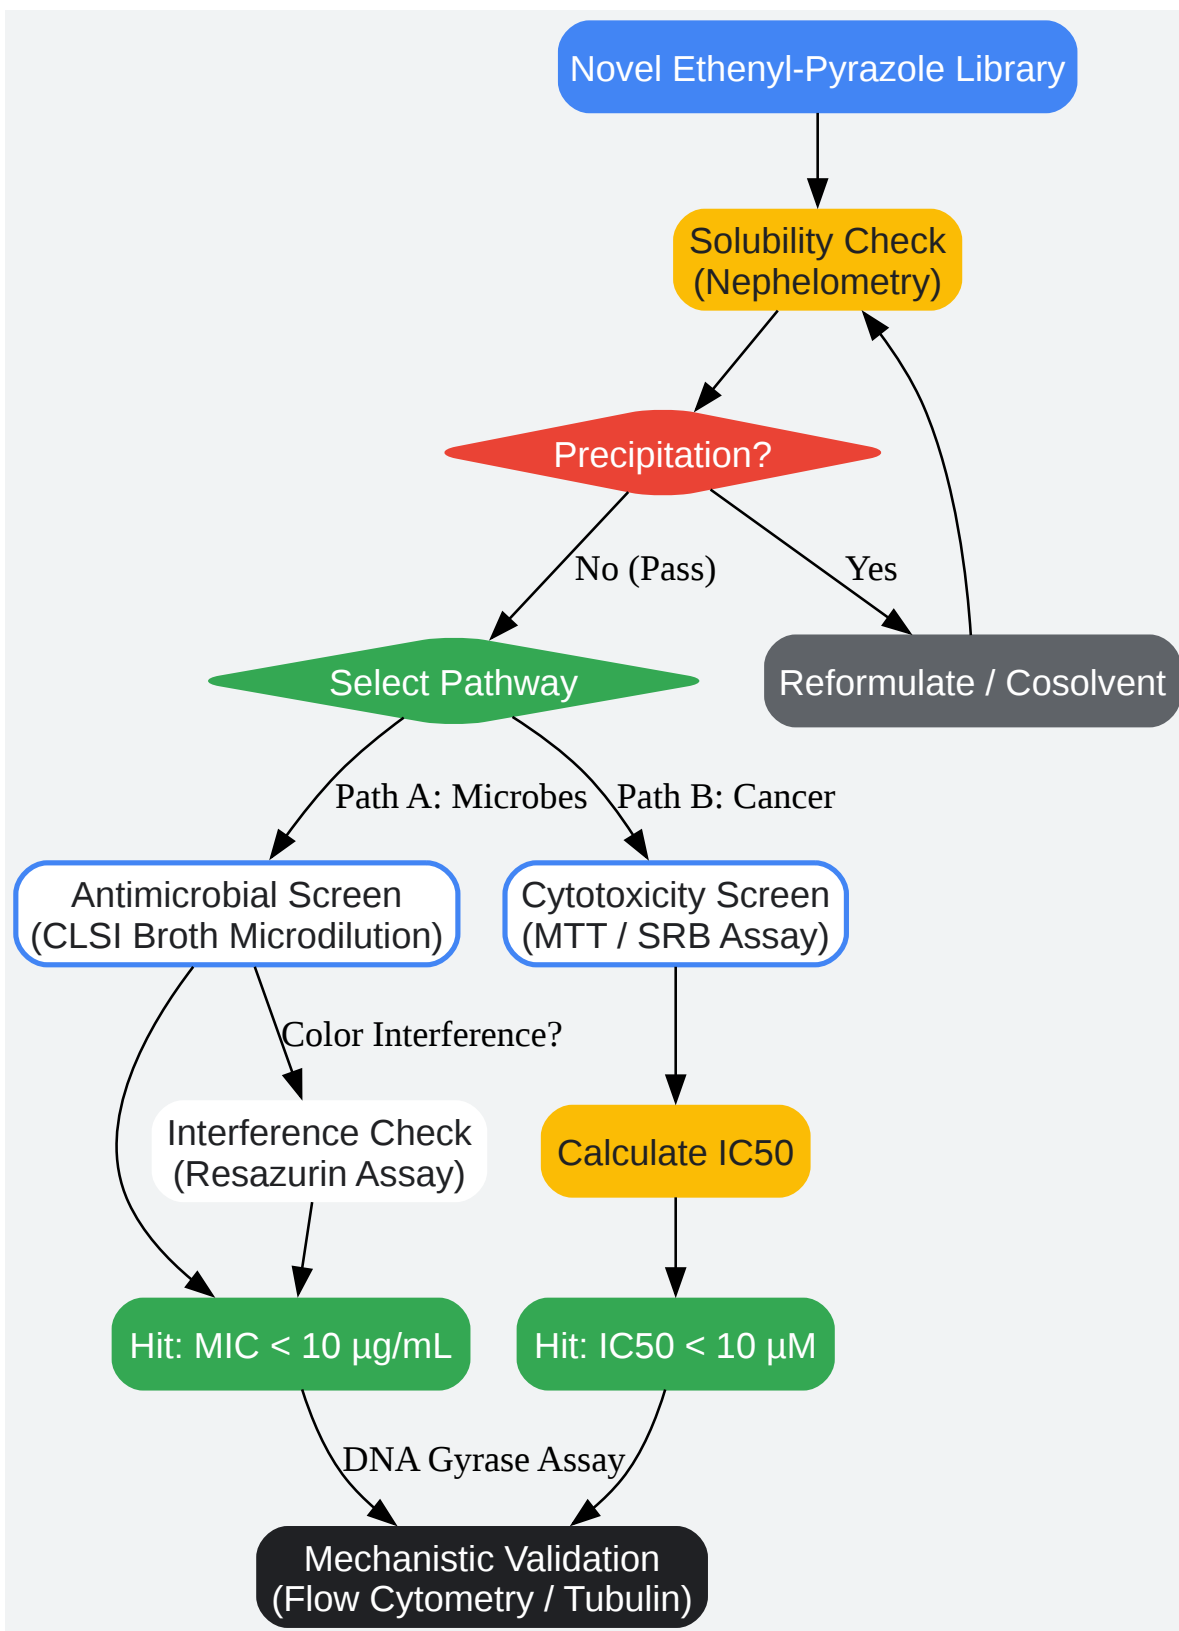 Novel Ethenyl-Pyrazole Library
Solubility Check
(Nephelometry)
Precipitation?
No (Pass)
Yes
Select Pathway
Reformulate / Cosolvent
Path A: Microbes
Path B: Cancer
Antimicrobial Screen
(CLSI Broth Microdilution)
Cytotoxicity Screen
(MTT / SRB Assay)
Color Interference?
Interference Check
(Resazurin Assay)
Calculate IC50
Hit: MIC < 10 µg/mL
Hit: IC50 < 10 µM
DNA Gyrase Assay
Mechanistic Validation
(Flow Cytometry / Tubulin)